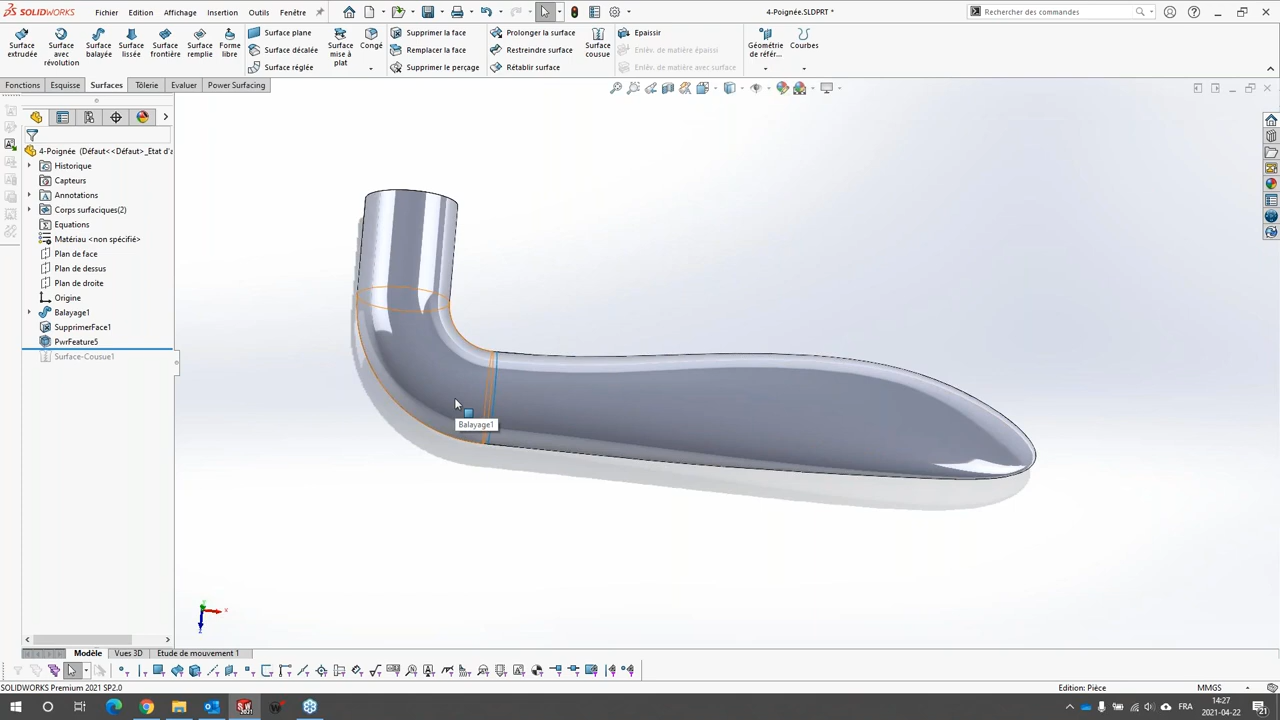 SOLIDWORKS
Fichier
Edition
Affichage
Insertion
Outils
Fenêtre
4-Poignée.SLDPRT *
Rechercher des commandes
Surface extrudée
Surface avec révolution
Surface balayée
Surface lissée
Surface frontière
Surface remplie
Forme libre
Surface plane
Surface décalée
Surface réglée
Surface mise à plat
Congé
Supprimer la face
Remplacer la face
Supprimer le perçage
Prolonger la surface
Restreindre surface
Rétablir surface
Surface cousue
Epaissir
Enlèv. de matière épaissi
Enlèv. de matière avec surface
Géométrie de référ...
Courbes
Fonctions
Esquisse
Surfaces
Tôlerie
Evaluer
Power Surfacing
4-Poignée (Défaut<<Défaut>_Etat d'a
Historique
Capteurs
Annotations
Corps surfaciques(2)
Equations
Matériau <non spécifié>
Plan de face
Plan de dessus
Plan de droite
Origine
Balayage1
SupprimerFace1
PwrFeature5
Surface-Cousue1
Balayage1
Modèle
Vues 3D
Etude de mouvement 1
SOLIDWORKS Premium 2021 SP2.0
Edition: Pièce
MMGS
FRA
14:27
2021-04-22